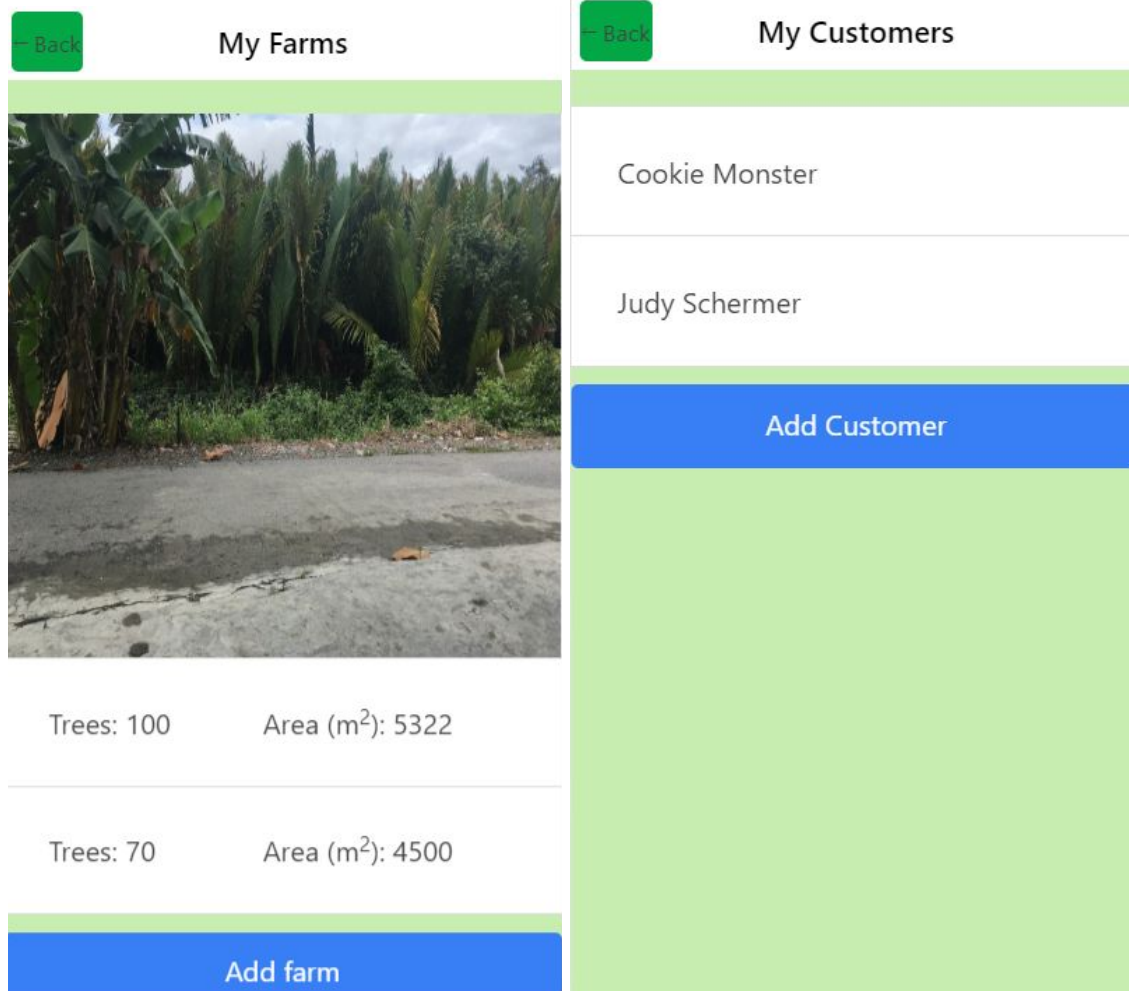 ← Back
My Farms
Trees: 100 Area (m²): 5322
Trees: 70 Area (m²): 4500
Add farm
← Back
My Customers
Cookie Monster
Judy Schermer
Add Customer